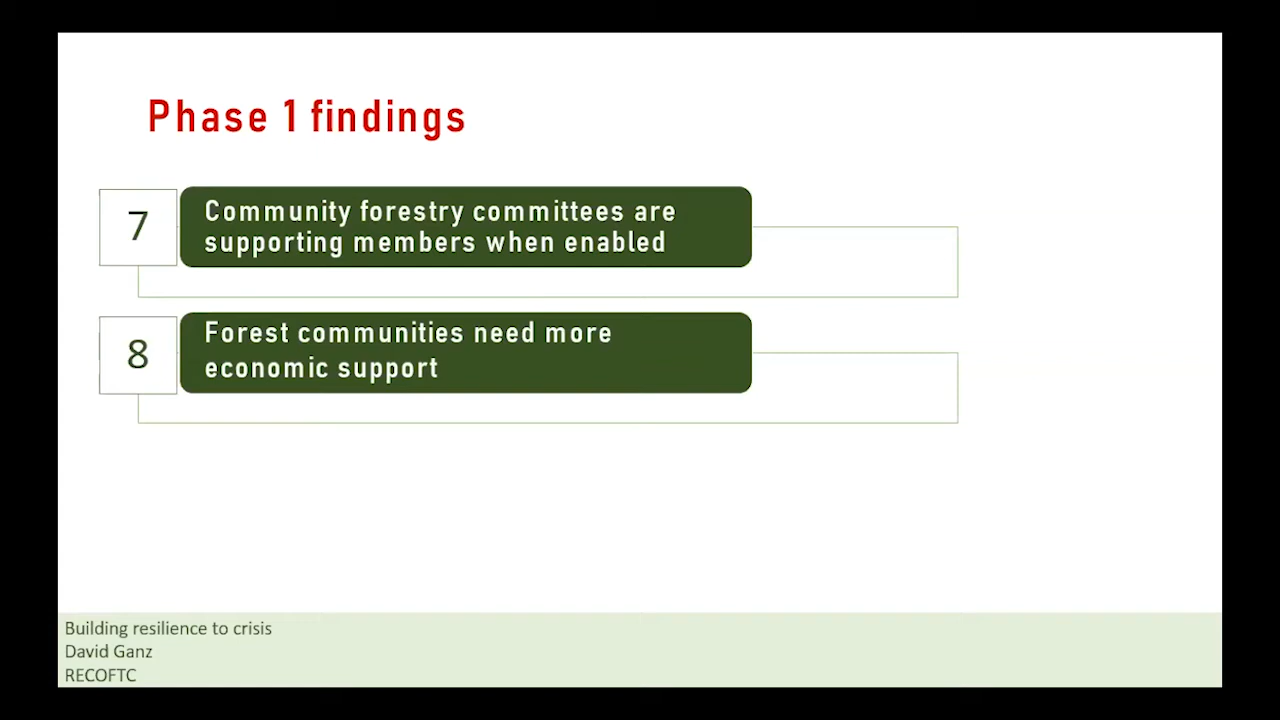 Phase 1 findings
7
Community forestry committees are
supporting members when enabled
8
Forest communities need more
economic support
Building resilience to crisis
David Ganz
RECOFTC